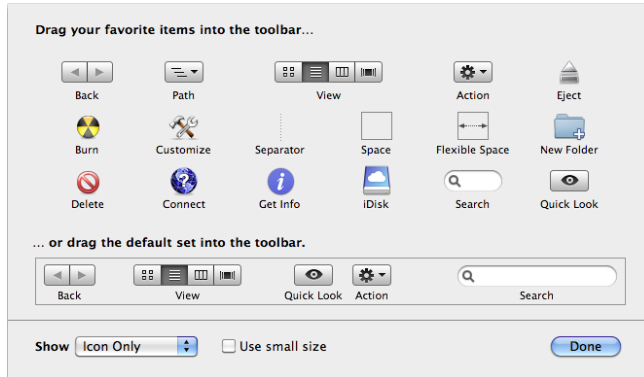 Drag your favorite items into the toolbar...
Back Path View Action Eject
Burn Customize Separator Space Flexible Space New Folder
Delete Connect Get Info iDisk Search Quick Look
... or drag the default set into the toolbar.
Back View Quick Look Action Search
Show Icon Only Use small size Done